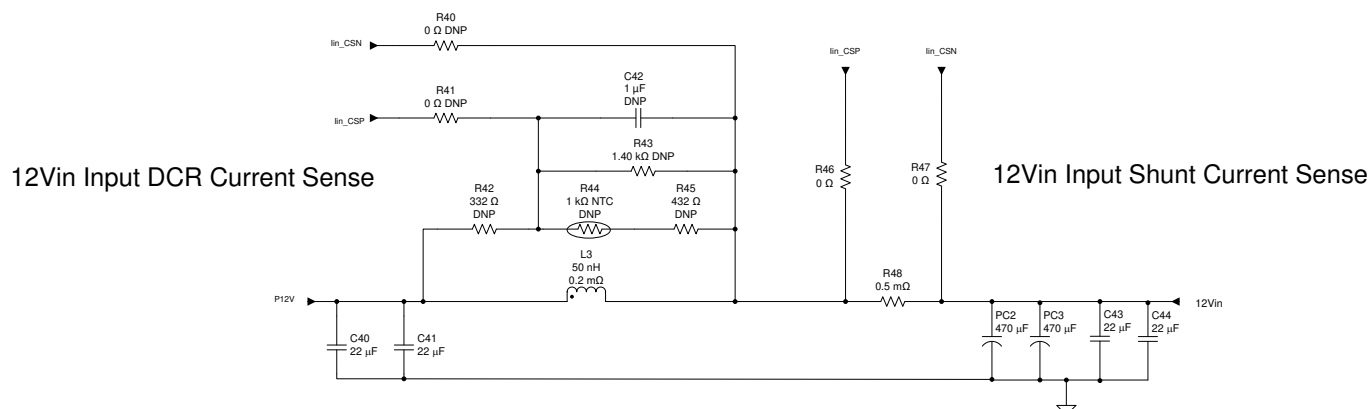 R40
0 Ω DNP
Iin_CSN
R41
0 Ω DNP
Iin_CSP
C42
1 µF
DNP
R43
1.40 kΩ DNP
12Vin Input DCR Current Sense
R42
332 Ω
DNP
R44
1 kΩ NTC
DNP
R45
432 Ω
DNP
L3
50 nH
0.2 mΩ
P12V
C40
22 µF
C41
22 µF
Iin_CSP
Iin_CSN
R46
0 Ω
R47
0 Ω
12Vin Input Shunt Current Sense
R48
0.5 mΩ
12Vin
PC2
470 µF
PC3
470 µF
C43
22 µF
C44
22 µF